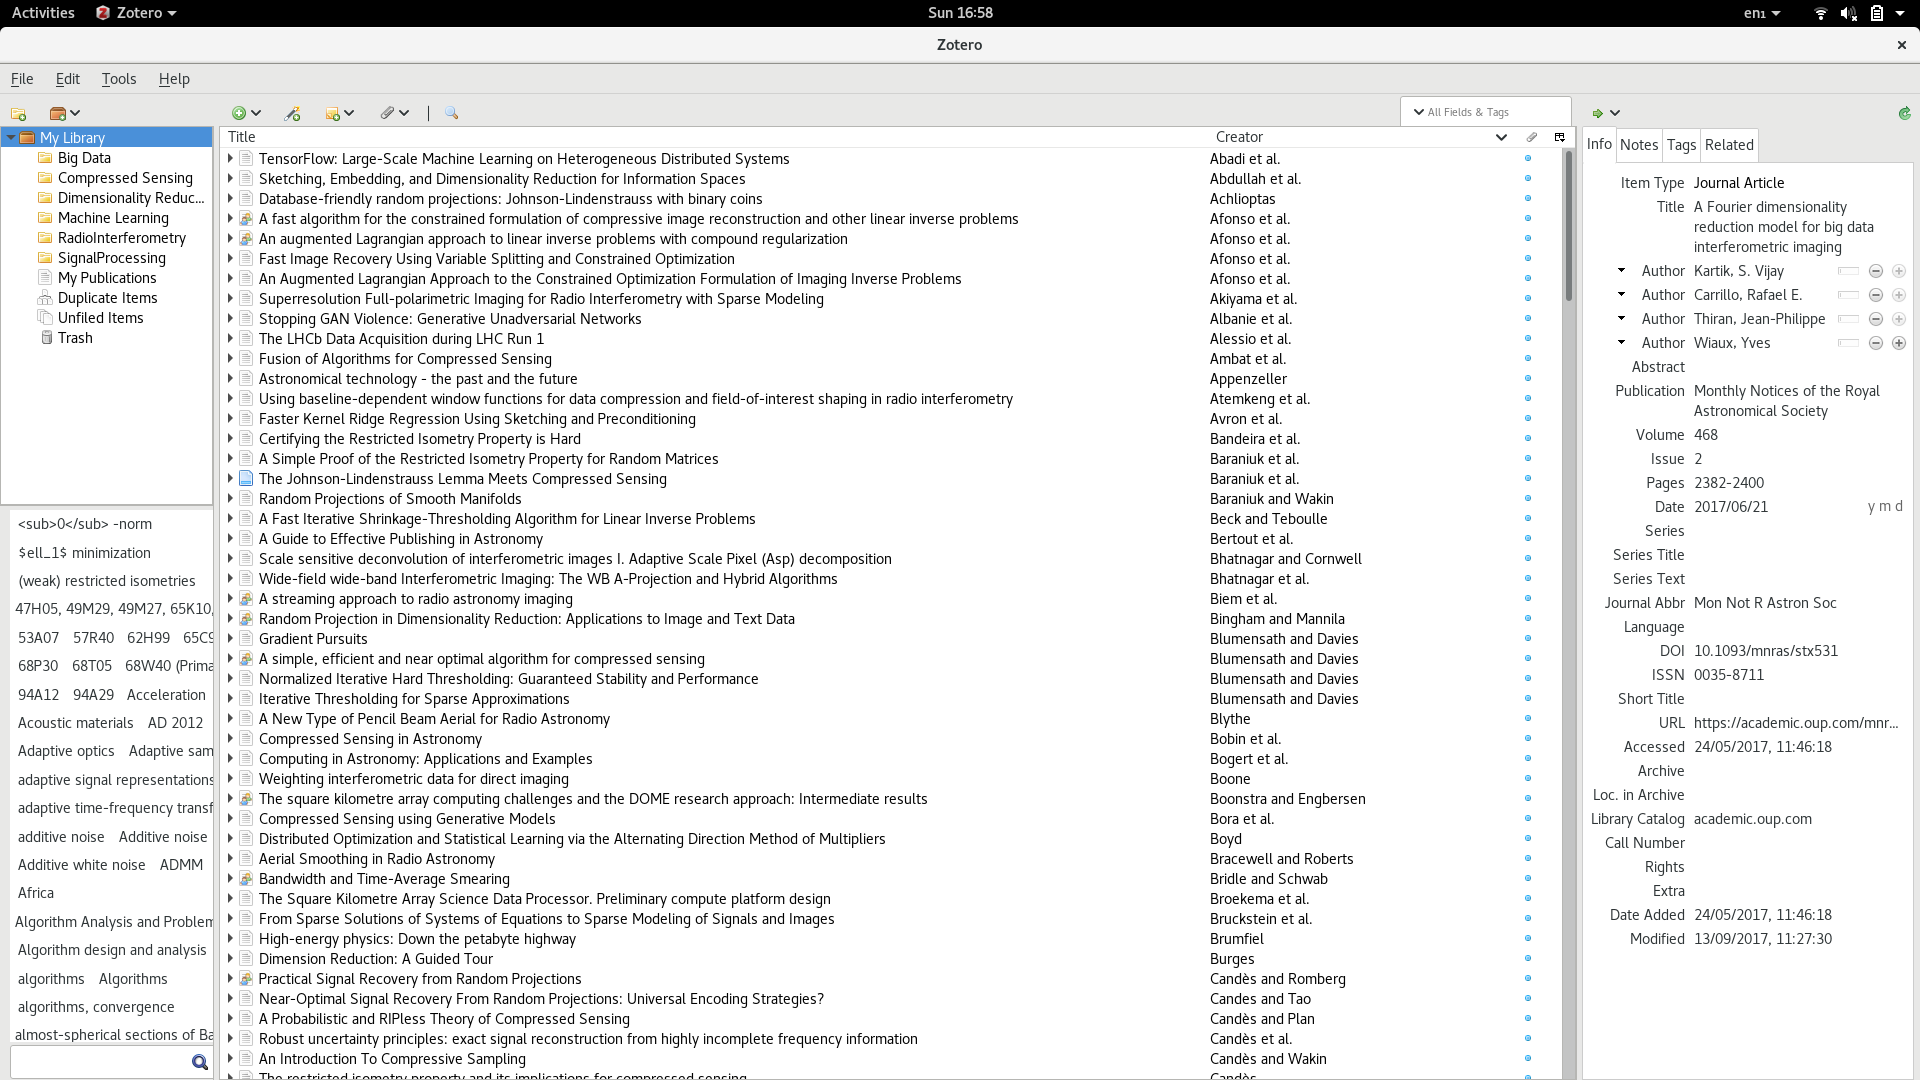 Activities Zotero Sun 16:58 en₁
Zotero
File Edit Tools Help
All Fields & Tags
My Library
Big Data
Compressed Sensing
Dimensionality Reduc...
Machine Learning
RadioInterferometry
SignalProcessing
My Publications
Duplicate Items
Unfiled Items
Trash
<sub>0</sub> -norm
$ell_1$ minimization
(weak) restricted isometries
47H05, 49M29, 49M27, 65K10,
53A07 57R40 62H99 65C9
68P30 68T05 68W40 (Prima
94A12 94A29 Acceleration
Acoustic materials AD 2012
Adaptive optics Adaptive sam
adaptive signal representations
adaptive time-frequency transf
additive noise Additive noise
Additive white noise ADMM
Africa
Algorithm Analysis and Problem
Algorithm design and analysis
algorithms Algorithms
algorithms, convergence
almost-spherical sections of Ba
Title Creator
TensorFlow: Large-Scale Machine Learning on Heterogeneous Distributed Systems Abadi et al.
Sketching, Embedding, and Dimensionality Reduction for Information Spaces Abdullah et al.
Database-friendly random projections: Johnson-Lindenstrauss with binary coins Achlioptas
A fast algorithm for the constrained formulation of compressive image reconstruction and other linear inverse problems Afonso et al.
An augmented Lagrangian approach to linear inverse problems with compound regularization Afonso et al.
Fast Image Recovery Using Variable Splitting and Constrained Optimization Afonso et al.
An Augmented Lagrangian Approach to the Constrained Optimization Formulation of Imaging Inverse Problems Afonso et al.
Superresolution Full-polarimetric Imaging for Radio Interferometry with Sparse Modeling Akiyama et al.
Stopping GAN Violence: Generative Unadversarial Networks Albanie et al.
The LHCb Data Acquisition during LHC Run 1 Alessio et al.
Fusion of Algorithms for Compressed Sensing Ambat et al.
Astronomical technology - the past and the future Appenzeller
Using baseline-dependent window functions for data compression and field-of-interest shaping in radio interferometry Atemkeng et al.
Faster Kernel Ridge Regression Using Sketching and Preconditioning Avron et al.
Certifying the Restricted Isometry Property is Hard Bandeira et al.
A Simple Proof of the Restricted Isometry Property for Random Matrices Baraniuk et al.
The Johnson-Lindenstrauss Lemma Meets Compressed Sensing Baraniuk et al.
Random Projections of Smooth Manifolds Baraniuk and Wakin
A Fast Iterative Shrinkage-Thresholding Algorithm for Linear Inverse Problems Beck and Teboulle
A Guide to Effective Publishing in Astronomy Bertout et al.
Scale sensitive deconvolution of interferometric images I. Adaptive Scale Pixel (Asp) decomposition Bhatnagar and Cornwell
Wide-field wide-band Interferometric Imaging: The WB A-Projection and Hybrid Algorithms Bhatnagar et al.
A streaming approach to radio astronomy imaging Biem et al.
Random Projection in Dimensionality Reduction: Applications to Image and Text Data Bingham and Mannila
Gradient Pursuits Blumensath and Davies
A simple, efficient and near optimal algorithm for compressed sensing Blumensath and Davies
Normalized Iterative Hard Thresholding: Guaranteed Stability and Performance Blumensath and Davies
Iterative Thresholding for Sparse Approximations Blumensath and Davies
A New Type of Pencil Beam Aerial for Radio Astronomy Blythe
Compressed Sensing in Astronomy Bobin et al.
Computing in Astronomy: Applications and Examples Bogert et al.
Weighting interferometric data for direct imaging Boone
The square kilometre array computing challenges and the DOME research approach: Intermediate results Boonstra and Engbersen
Compressed Sensing using Generative Models Bora et al.
Distributed Optimization and Statistical Learning via the Alternating Direction Method of Multipliers Boyd
Aerial Smoothing in Radio Astronomy Bracewell and Roberts
Bandwidth and Time-Average Smearing Bridle and Schwab
The Square Kilometre Array Science Data Processor. Preliminary compute platform design Broekema et al.
From Sparse Solutions of Systems of Equations to Sparse Modeling of Signals and Images Bruckstein et al.
High-energy physics: Down the petabyte highway Brumfiel
Dimension Reduction: A Guided Tour Burges
Practical Signal Recovery from Random Projections Candès and Romberg
Near-Optimal Signal Recovery From Random Projections: Universal Encoding Strategies? Candes and Tao
A Probabilistic and RIPless Theory of Compressed Sensing Candès and Plan
Robust uncertainty principles: exact signal reconstruction from highly incomplete frequency information Candès et al.
An Introduction To Compressive Sampling Candès and Wakin
The restricted isometry property and its implications for compressed sensing Candès
Info Notes Tags Related
Item Type Journal Article
Title A Fourier dimensionality
reduction model for big data
interferometric imaging
Author Kartik, S. Vijay
Author Carrillo, Rafael E.
Author Thiran, Jean-Philippe
Author Wiaux, Yves
Abstract
Publication Monthly Notices of the Royal
Astronomical Society
Volume 468
Issue 2
Pages 2382-2400
Date 2017/06/21 y m d
Series
Series Title
Series Text
Journal Abbr Mon Not R Astron Soc
Language
DOI 10.1093/mnras/stx531
ISSN 0035-8711
Short Title
URL https://academic.oup.com/mnr...
Accessed 24/05/2017, 11:46:18
Archive
Loc. in Archive
Library Catalog academic.oup.com
Call Number
Rights
Extra
Date Added 24/05/2017, 11:46:18
Modified 13/09/2017, 11:27:30